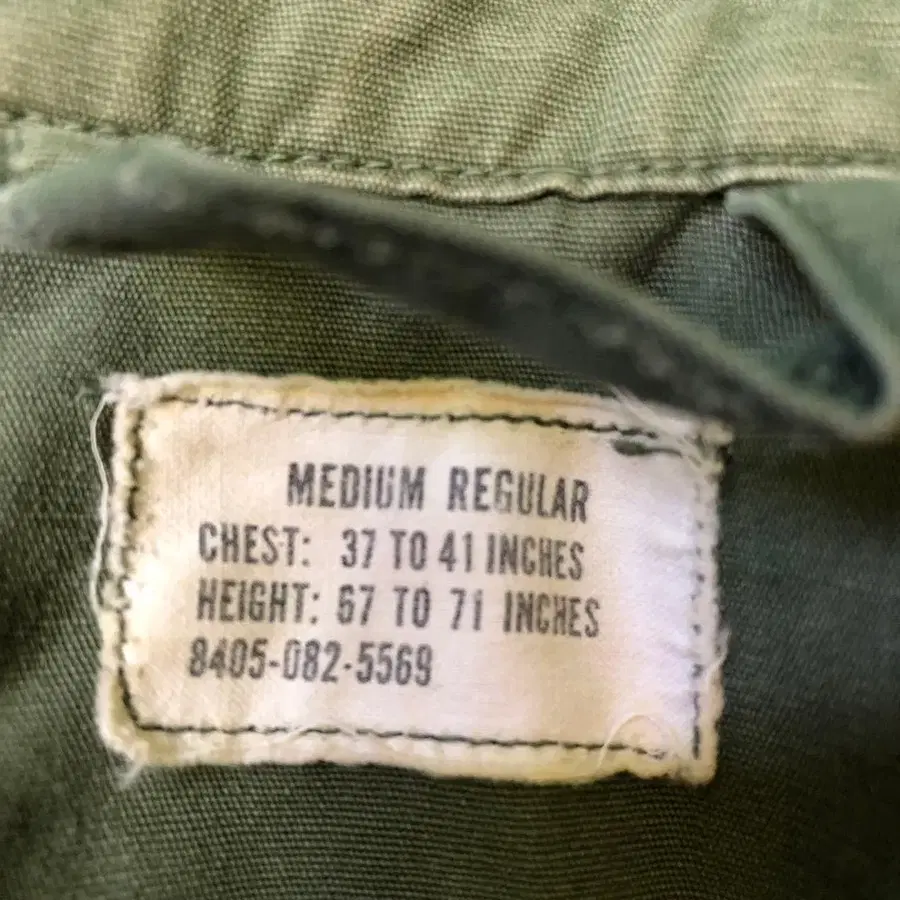 MEDIUM REGULAR
CHEST: 37 TO 41 INCHES
HEIGHT: 67 TO 71 INCHES
8405-082-5569